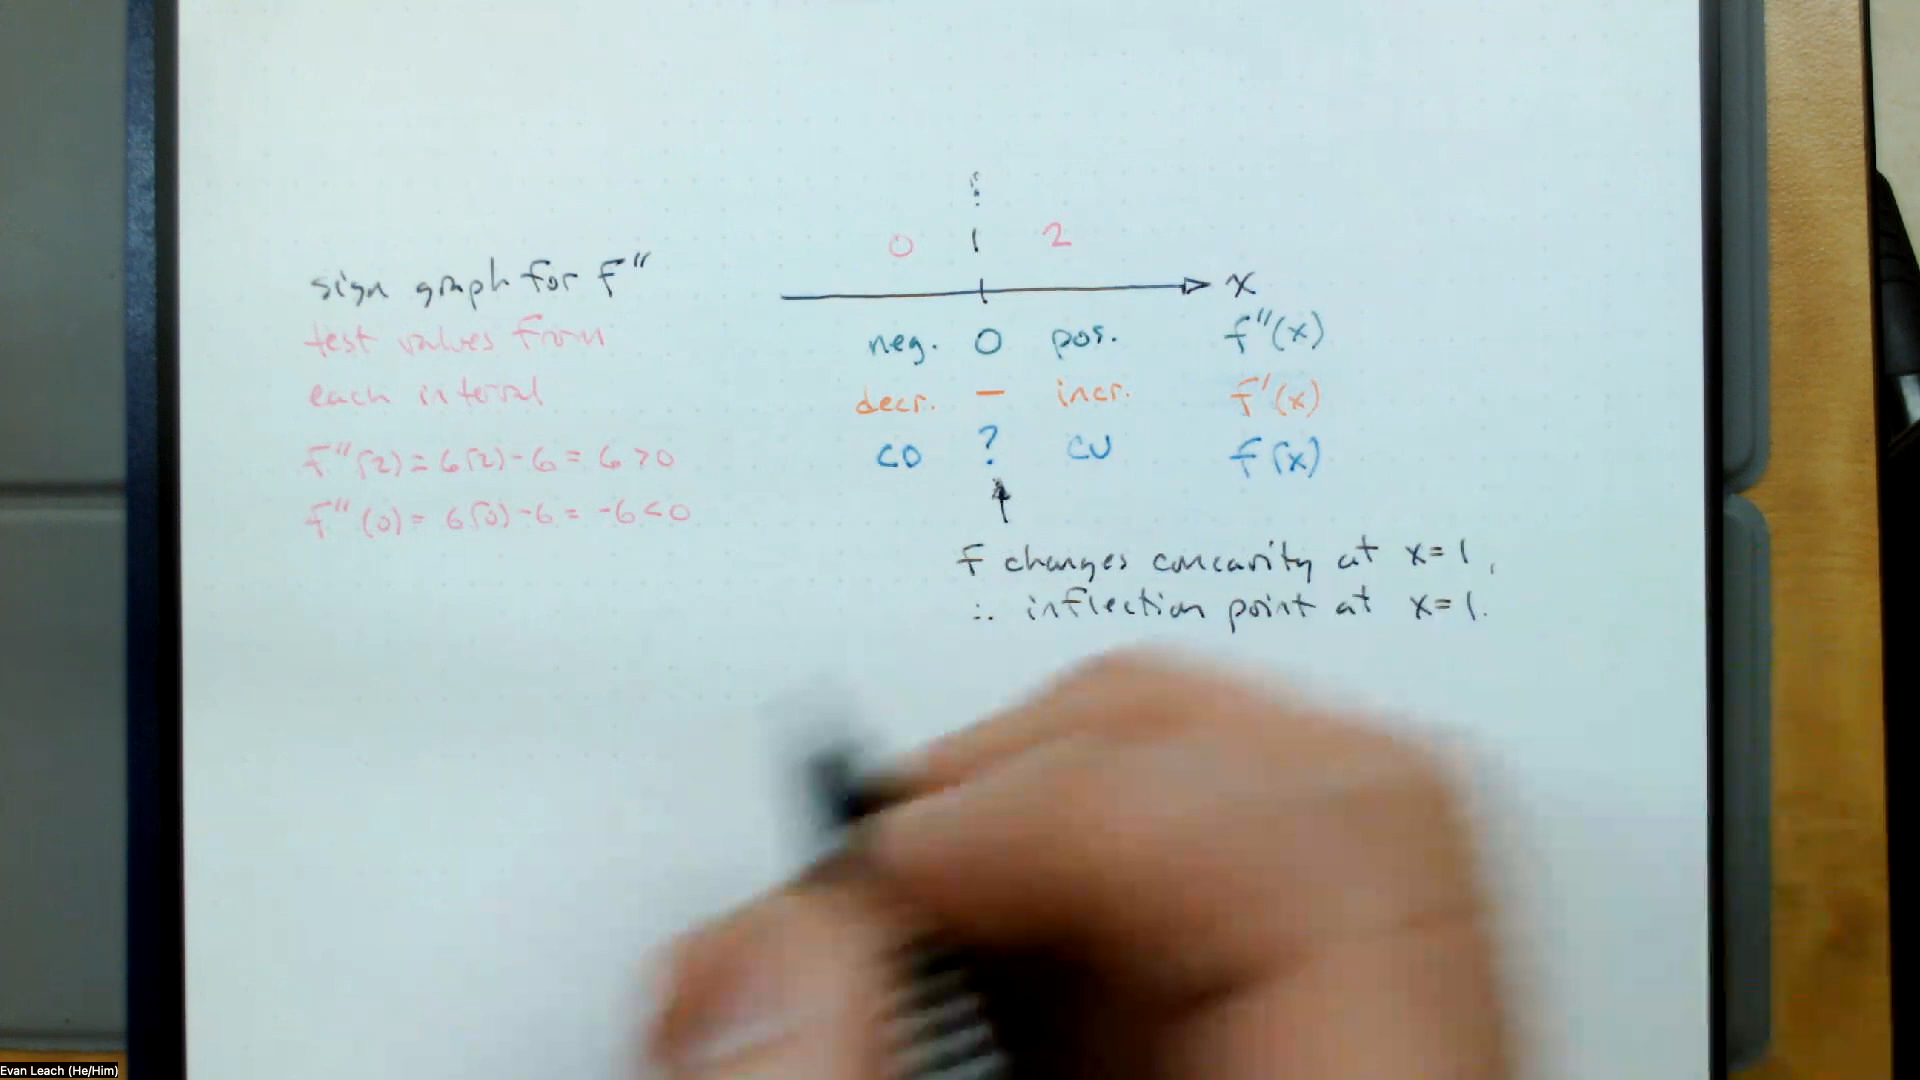 0 1 2
sign graph for f"
x
test values from
neg. 0 pos. f"(x)
each interval
decr. – incr. f'(x)
f"(2) = 6(2)-6 = 6 >0
CD ? CU f(x)
f"(0) = 6(0)-6 = -6 <0
f changes concavity at x=1,
∴ inflection point at x=1.
Evan Leach (He/Him)